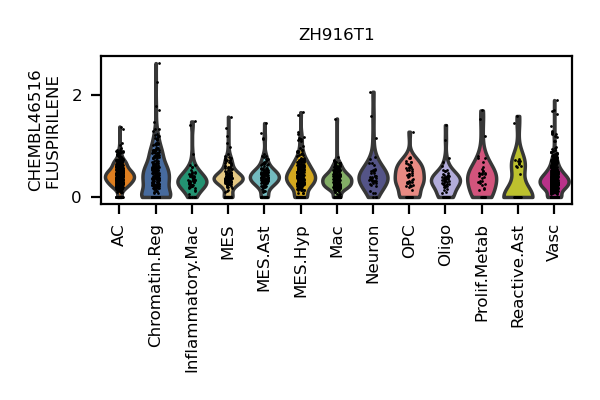 ZH916T1
CHEMBL46516
FLUSPIRILENE
2
0
AC
Chromatin.Reg
Inflammatory.Mac
MES
MES.Ast
MES.Hyp
Mac
Neuron
OPC
Oligo
Prolif.Metab
Reactive.Ast
Vasc